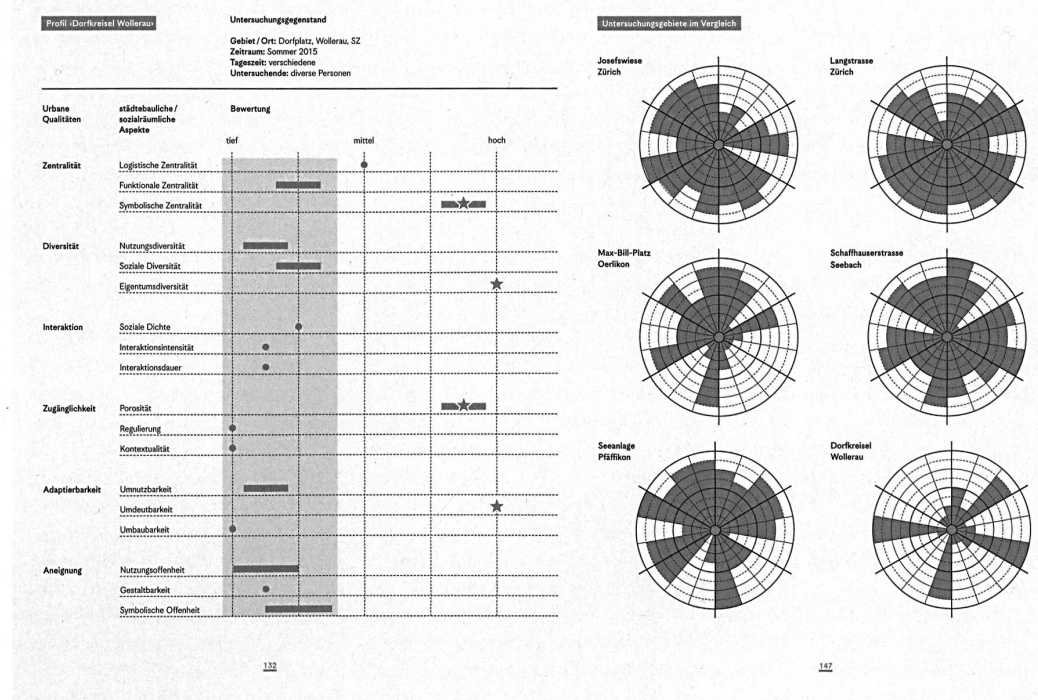 Profil ‹Dorfkreisel Wollerau›
Untersuchungsgegenstand
Gebiet / Ort: Dorfplatz, Wollerau, SZ
Zeitraum: Sommer 2015
Tageszeit: verschiedene
Untersuchende: diverse Personen
Urbane
Qualitäten
städtebauliche /
sozialräumliche
Aspekte
Bewertung
tief
mittel
hoch
Zentralität
Logistische Zentralität
Funktionale Zentralität
Symbolische Zentralität
Diversität
Nutzungsdiversität
Soziale Diversität
Eigentumsdiversität
Interaktion
Soziale Dichte
Interaktionsintensität
Interaktionsdauer
Zugänglichkeit
Porosität
Regulierung
Kontextualität
Adaptierbarkeit
Umnutzbarkeit
Umdeutbarkeit
Umbaubarkeit
Aneignung
Nutzungsoffenheit
Gestaltbarkeit
Symbolische Offenheit
132
Untersuchungsgebiete im Vergleich
Josefswiese
Zürich
Langstrasse
Zürich
Max-Bill-Platz
Oerlikon
Schaffhauserstrasse
Seebach
Seeanlage
Pfäffikon
Dorfkreisel
Wollerau
147